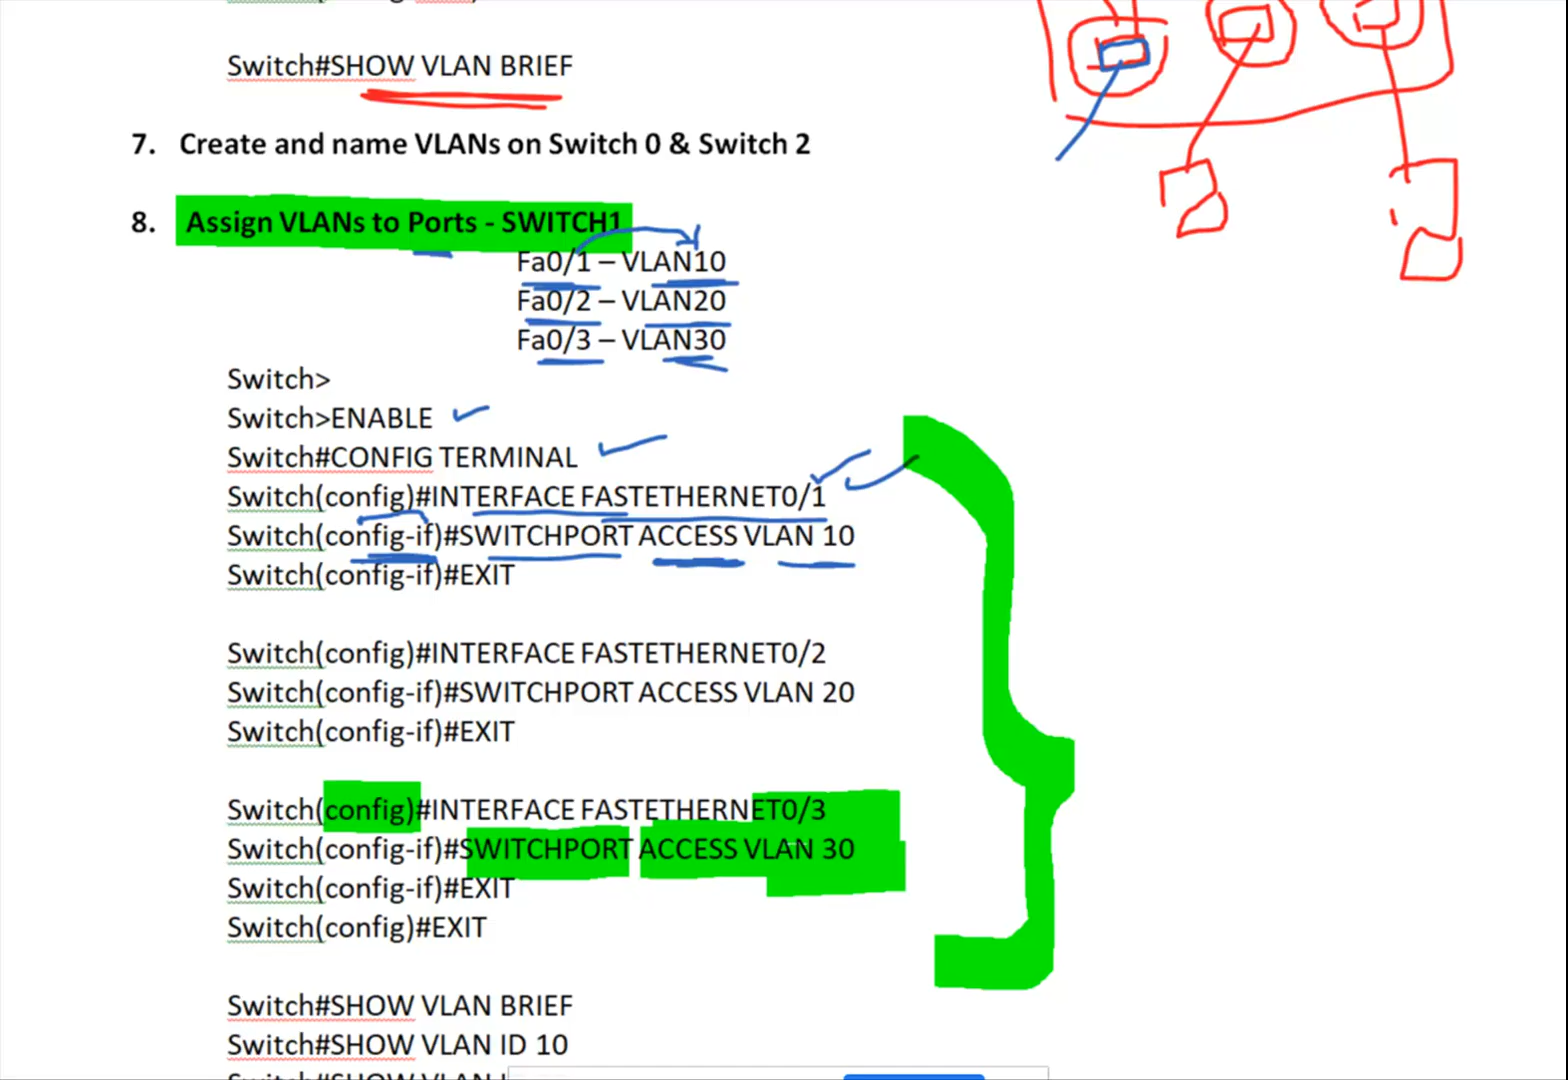 Switch#SHOW VLAN BRIEF
7. Create and name VLANs on Switch 0 & Switch 2
8. Assign VLANs to Ports - SWITCH1
Fa0/1 – VLAN10
Fa0/2 – VLAN20
Fa0/3 – VLAN30
Switch>
Switch>ENABLE
Switch#CONFIG TERMINAL
Switch(config)#INTERFACE FASTETHERNET0/1
Switch(config-if)#SWITCHPORT ACCESS VLAN 10
Switch(config-if)#EXIT
Switch(config)#INTERFACE FASTETHERNET0/2
Switch(config-if)#SWITCHPORT ACCESS VLAN 20
Switch(config-if)#EXIT
Switch(config)#INTERFACE FASTETHERNET0/3
Switch(config-if)#SWITCHPORT ACCESS VLAN 30
Switch(config-if)#EXIT
Switch(config)#EXIT
Switch#SHOW VLAN BRIEF
Switch#SHOW VLAN ID 10